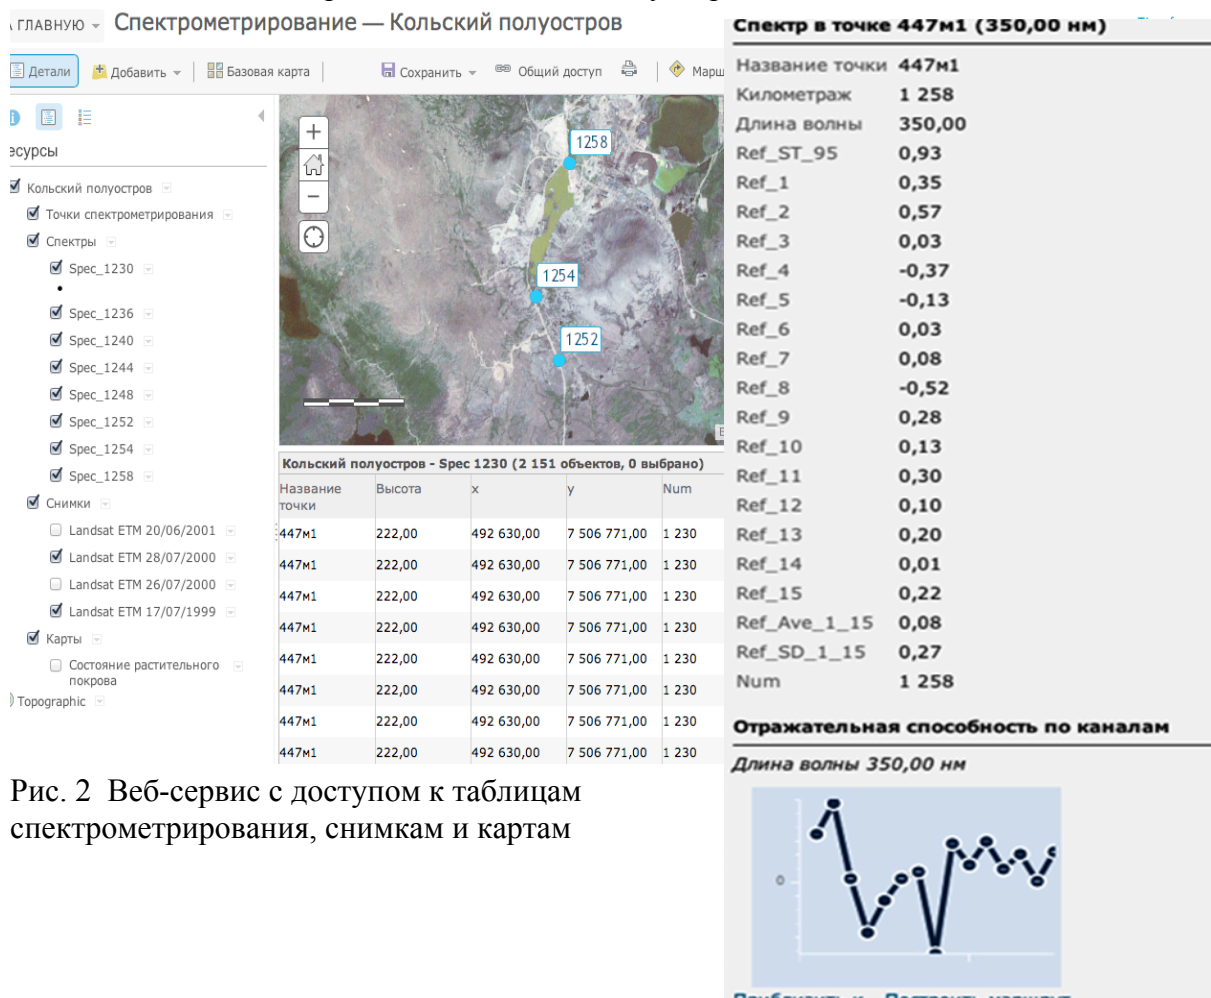 ГЛАВНУЮ
Спектрометрирование — Кольский полуостров
Детали
Добавить
Базовая карта
Сохранить
Общий доступ
Марш
есурсы
Кольский полуостров
Точки спектрометрирования
Спектры
Spec_1230
Spec_1236
Spec_1240
Spec_1244
Spec_1248
Spec_1252
Spec_1254
Spec_1258
Снимки
Landsat ETM 20/06/2001
Landsat ETM 28/07/2000
Landsat ETM 26/07/2000
Landsat ETM 17/07/1999
Карты
Состояние растительного
покрова
Topographic
+
−
1258
1254
1252
Кольский полуостров - Spec 1230 (2 151 объектов, 0 выбрано)
Название Высота x y Num
точки
447м1 222,00 492 630,00 7 506 771,00 1 230
447м1 222,00 492 630,00 7 506 771,00 1 230
447м1 222,00 492 630,00 7 506 771,00 1 230
447м1 222,00 492 630,00 7 506 771,00 1 230
447м1 222,00 492 630,00 7 506 771,00 1 230
447м1 222,00 492 630,00 7 506 771,00 1 230
447м1 222,00 492 630,00 7 506 771,00 1 230
447м1 222,00 492 630,00 7 506 771,00 1 230
Рис. 2 Веб-сервис с доступом к таблицам
спектрометрирования, снимкам и картам
Спектр в точке 447м1 (350,00 нм)
Название точки 447м1
Километраж 1 258
Длина волны 350,00
Ref_ST_95 0,93
Ref_1 0,35
Ref_2 0,57
Ref_3 0,03
Ref_4 -0,37
Ref_5 -0,13
Ref_6 0,03
Ref_7 0,08
Ref_8 -0,52
Ref_9 0,28
Ref_10 0,13
Ref_11 0,30
Ref_12 0,10
Ref_13 0,20
Ref_14 0,01
Ref_15 0,22
Ref_Ave_1_15 0,08
Ref_SD_1_15 0,27
Num 1 258
Отражательная способность по каналам
Длина волны 350,00 нм
0